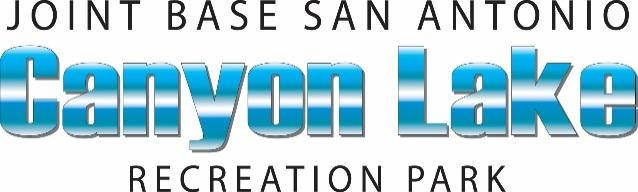 JOINT BASE SAN ANTONIO
Canyon Lake
RECREATION PARK